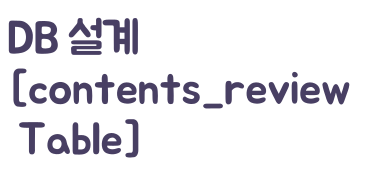 DB 설계
[contents_review
Table]